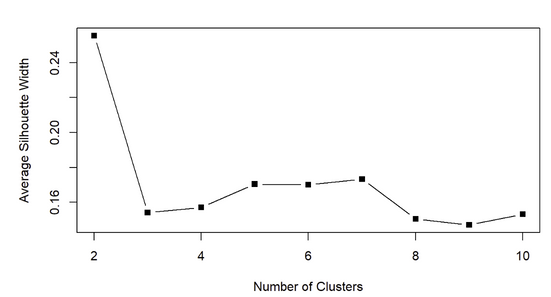 Average Silhouette Width
0.24
0.20
0.16
2 4 6 8 10
Number of Clusters